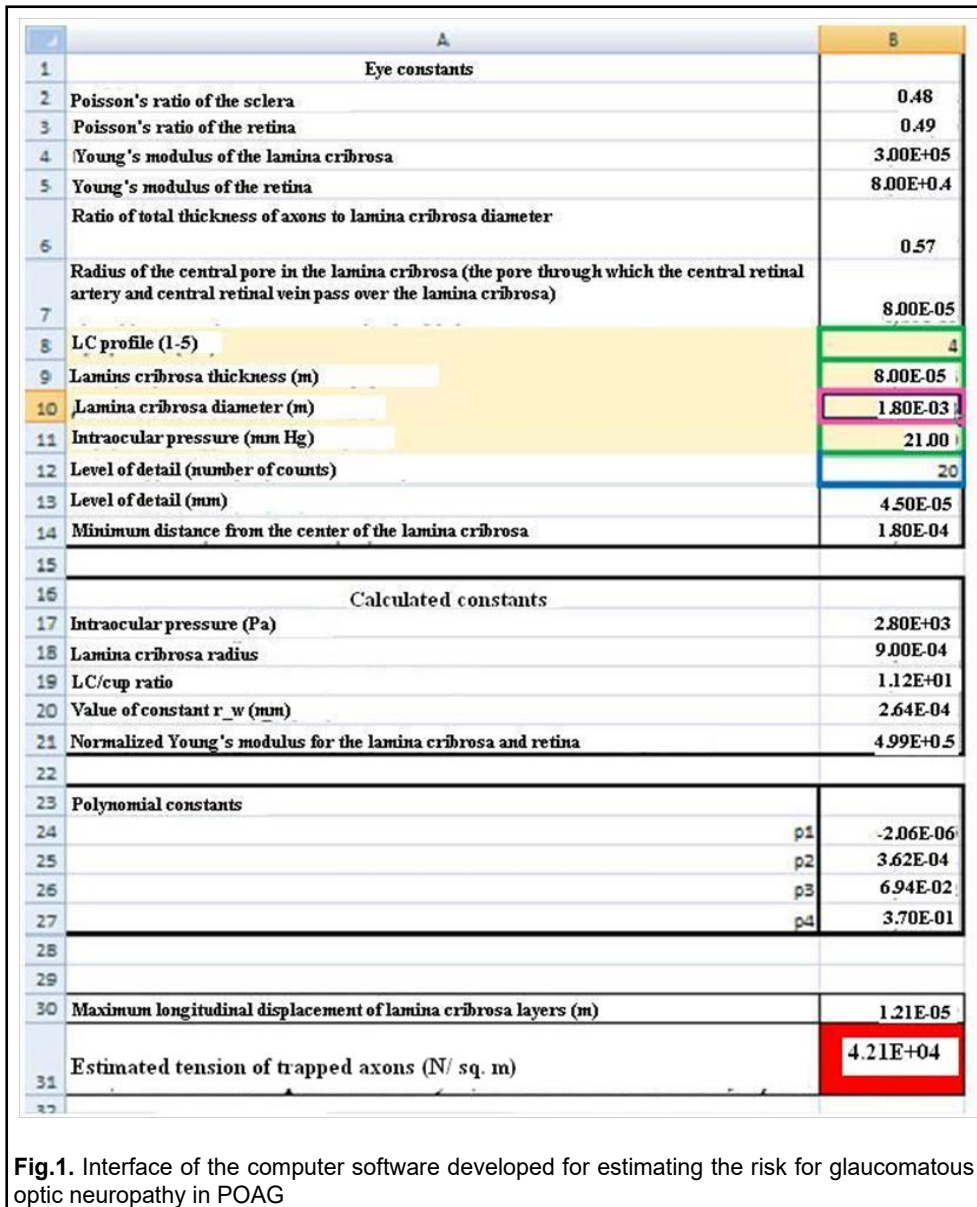 A B
1 Eye constants
2 Poisson's ratio of the sclera 0.48
3 Poisson's ratio of the retina 0.49
4 Young's modulus of the lamina cribrosa 3.00E+05
5 Young's modulus of the retina 8.00E+0.4
Ratio of total thickness of axons to lamina cribrosa diameter
6 0.57
Radius of the central pore in the lamina cribrosa (the pore through which the central retinal
artery and central retinal vein pass over the lamina cribrosa)
7 8.00E-05
8 LC profile (1-5) 4
9 Lamins cribrosa thickness (m) 8.00E-05
10 Lamina cribrosa diameter (m) 1.80E-03
11 Intraocular pressure (mm Hg) 21.00
12 Level of detail (number of counts) 20
13 Level of detail (mm) 4.50E-05
14 Minimum distance from the center of the lamina cribrosa 1.80E-04
15
16 Calculated constants
17 Intraocular pressure (Pa) 2.80E+03
18 Lamina cribrosa radius 9.00E-04
19 LC/cup ratio 1.12E+01
20 Value of constant r_w (mm) 2.64E-04
21 Normalized Young's modulus for the lamina cribrosa and retina 4.99E+0.5
22
23 Polynomial constants
24 p1 -2.06E-06
25 p2 3.62E-04
26 p3 6.94E-02
27 p4 3.70E-01
28
29
30 Maximum longitudinal displacement of lamina cribrosa layers (m) 1.21E-05
31 Estimated tension of trapped axons (N/ sq. m) 4.21E+04
32
Fig.1. Interface of the computer software developed for estimating the risk for glaucomatous
optic neuropathy in POAG